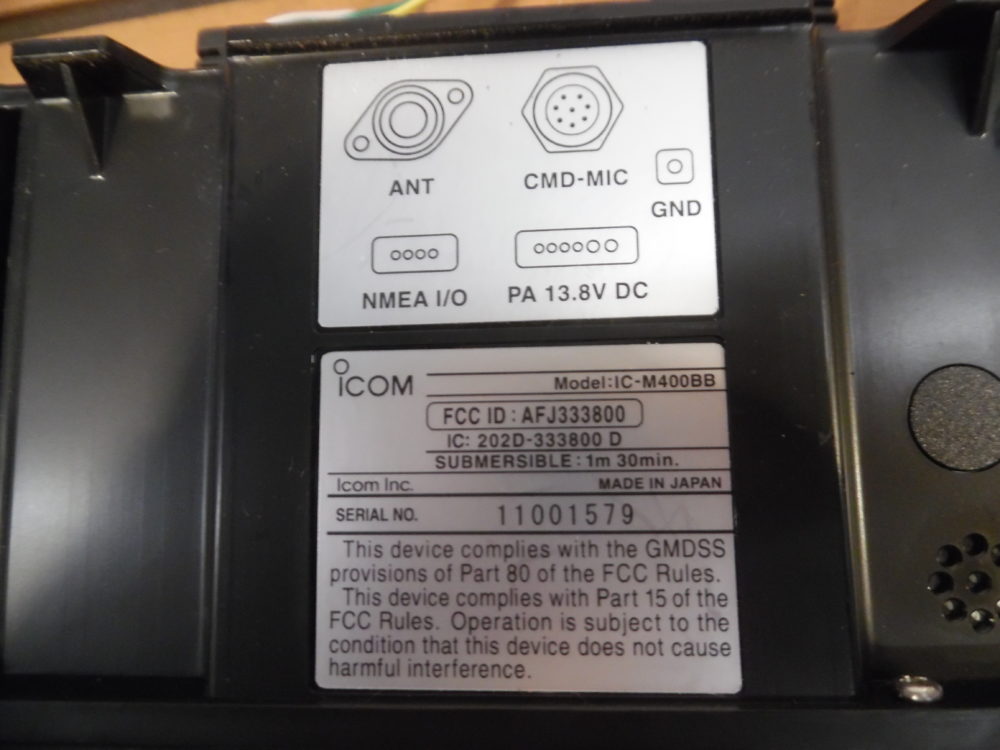 ANT
CMD-MIC
GND
NMEA I/O
PA 13.8V DC
ICOM
Model:IC-M400BB
FCC ID : AFJ333800
IC: 202D-333800 D
SUBMERSIBLE : 1m 30min.
Icom Inc.
MADE IN JAPAN
SERIAL NO. 11001579
This device complies with the GMDSS
provisions of Part 80 of the FCC Rules.
This device complies with Part 15 of the
FCC Rules. Operation is subject to the
condition that this device does not cause
harmful interference.